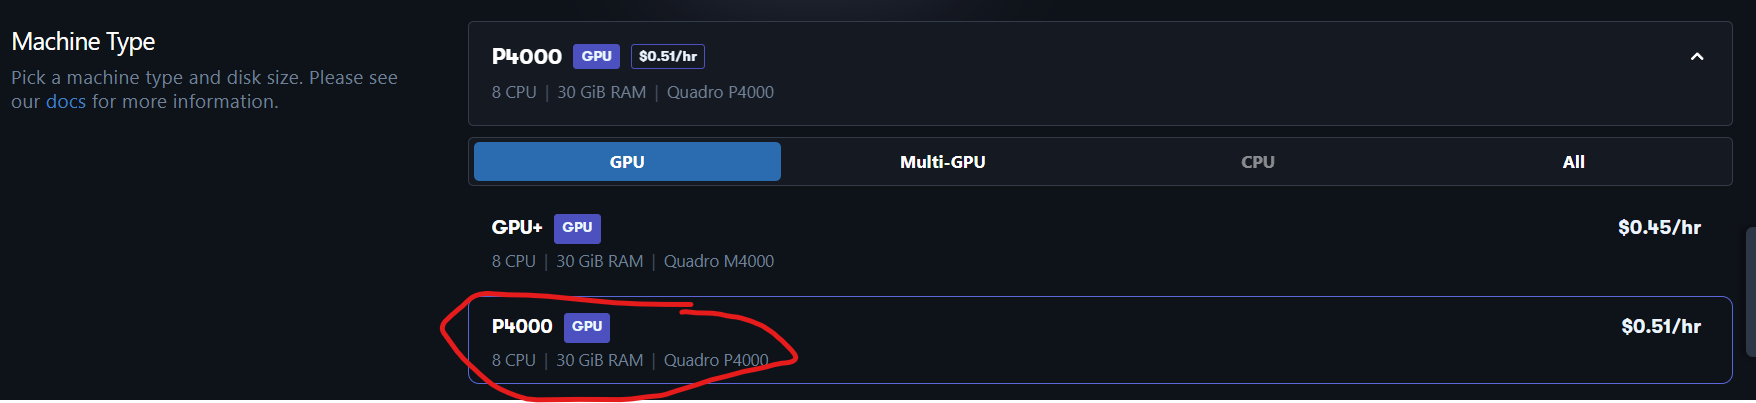 Machine Type
Pick a machine type and disk size. Please see
our docs for more information.
P4000 GPU $0.51/hr
8 CPU | 30 GiB RAM | Quadro P4000
GPU Multi-GPU CPU All
GPU+ GPU $0.45/hr
8 CPU | 30 GiB RAM | Quadro M4000
P4000 GPU $0.51/hr
8 CPU | 30 GiB RAM | Quadro P4000